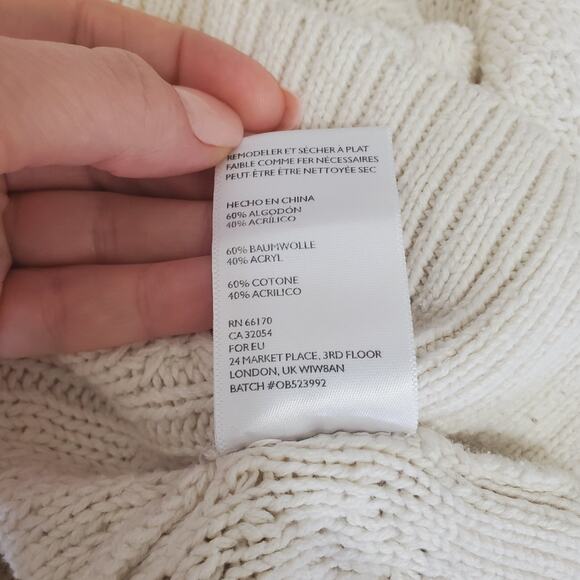 REMODELER ET SÉCHER À PLAT
FAIBLE COMME FER NÉCESSAIRES
PEUT-ÊTRE ÊTRE NETTOYÉE SEC
HECHO EN CHINA
60% ALGODÓN
40% ACRÍLICO
60% BAUMWOLLE
40% ACRYL
60% COTONE
40% ACRILICO
RN 66170
CA 32054
FOR EU
24 MARKET PLACE, 3RD FLOOR
LONDON, UK W1W8AN
BATCH #OB523992